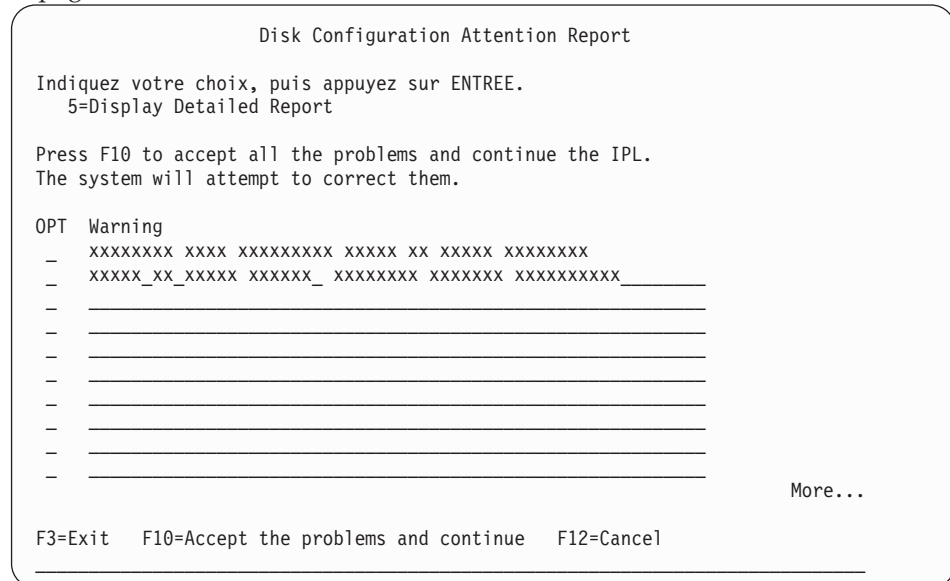 Disk Configuration Attention Report
Indiquez votre choix, puis appuyez sur ENTREE.
5=Display Detailed Report
Press F10 to accept all the problems and continue the IPL.
The system will attempt to correct them.
OPT Warning
_ xxxxxxxx xxxx xxxxxxxxx xxxxx xx xxxxx xxxxxxxx
_ xxxxx_xx_xxxxx xxxxxx_ xxxxxxxx xxxxxxx xxxxxxxxxx________
More...
F3=Exit F10=Accept the problems and continue F12=Cancel